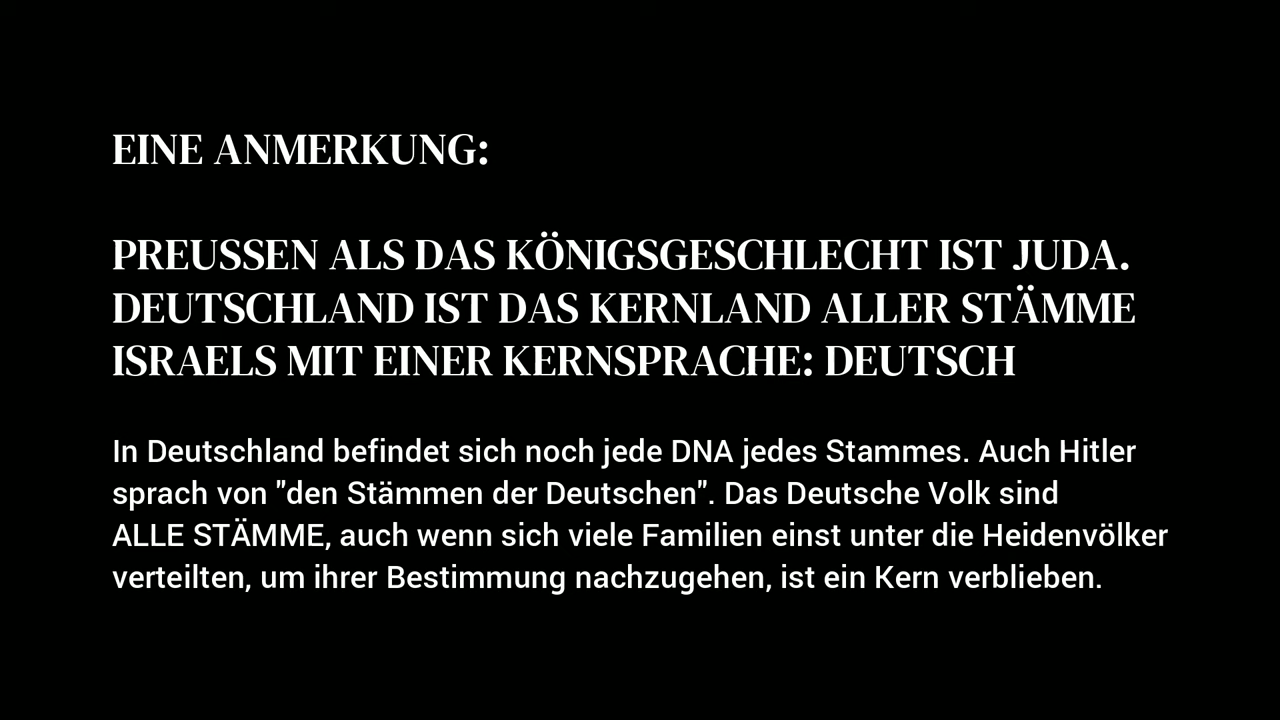 EINE ANMERKUNG:
PREUSSEN ALS DAS KÖNIGSGESCHLECHT IST JUDA.
DEUTSCHLAND IST DAS KERNLAND ALLER STÄMME
ISRAELS MIT EINER KERNSPRACHE: DEUTSCH
In Deutschland befindet sich noch jede DNA jedes Stammes. Auch Hitler
sprach von "den Stämmen der Deutschen". Das Deutsche Volk sind
ALLE STÄMME, auch wenn sich viele Familien einst unter die Heidenvölker
verteilten, um ihrer Bestimmung nachzugehen, ist ein Kern verblieben.